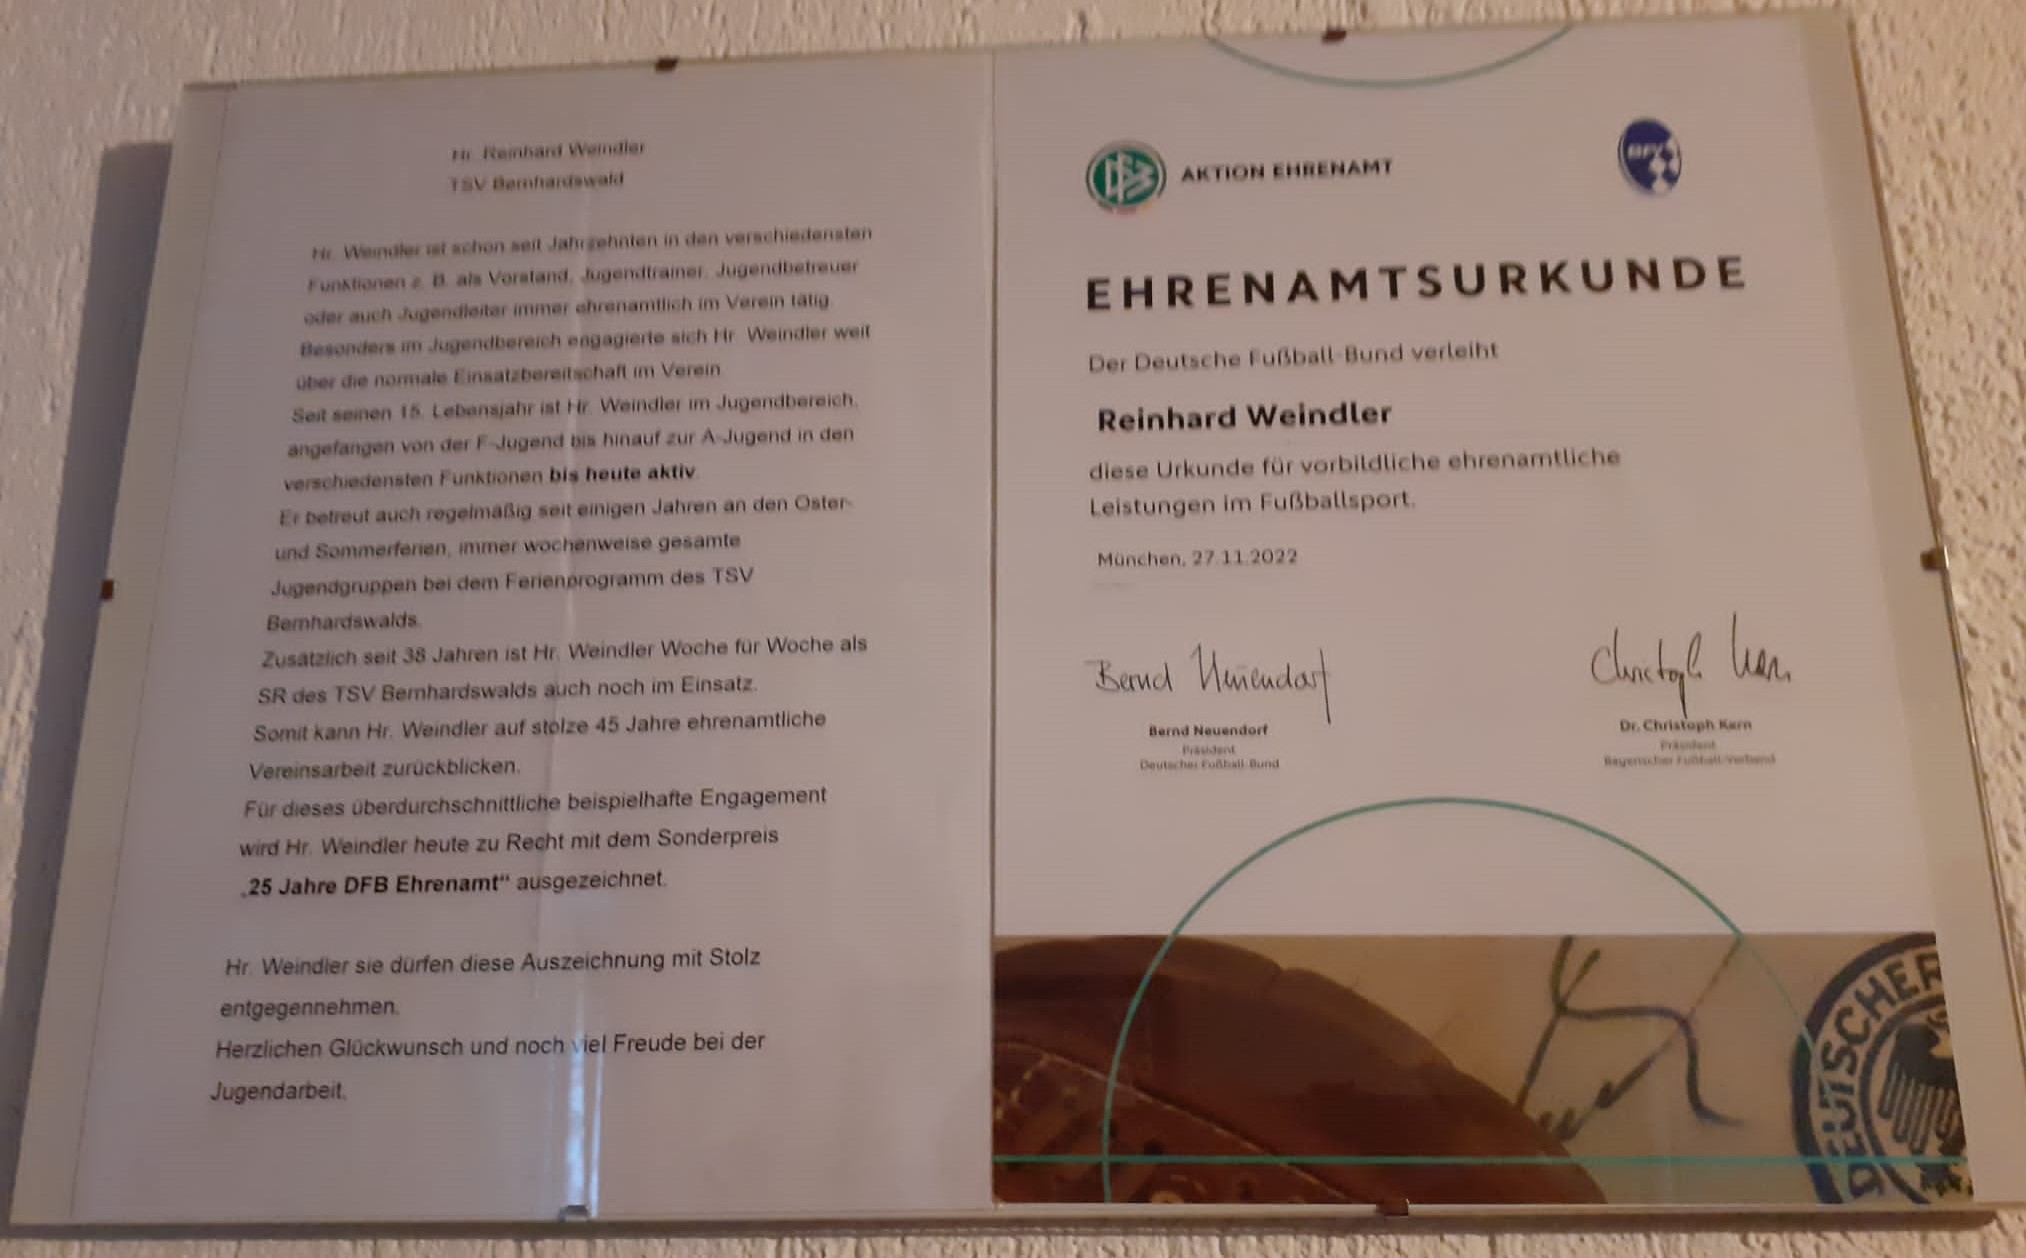 Hr. Reinhard Weindler
TSV Bernhardswald
Hr. Weindler ist schon seit Jahrzehnten in den verschiedensten
Funktionen z. B. als Vorstand, Jugendtrainer, Jugendbetreuer
oder auch Jugendleiter immer ehrenamtlich im Verein tätig.
Besonders im Jugendbereich engagierte sich Hr. Weindler weit
über die normale Einsatzbereitschaft im Verein.
Seit seinen 15. Lebensjahr ist Hr. Weindler im Jugendbereich,
angefangen von der F-Jugend bis hinauf zur A-Jugend in den
verschiedensten Funktionen bis heute aktiv.
Er betreut auch regelmäßig seit einigen Jahren an den Oster-
und Sommerferien, immer wochenweise gesamte
Jugendgruppen bei dem Ferienprogramm des TSV
Bernhardswalds.
Zusätzlich seit 38 Jahren ist Hr. Weindler Woche für Woche als
SR des TSV Bernhardswalds auch noch im Einsatz.
Somit kann Hr. Weindler auf stolze 45 Jahre ehrenamtliche
Vereinsarbeit zurückblicken.
Für dieses überdurchschnittliche beispielhafte Engagement
wird Hr. Weindler heute zu Recht mit dem Sonderpreis
„25 Jahre DFB Ehrenamt“ ausgezeichnet.
Hr. Weindler sie dürfen diese Auszeichnung mit Stolz
entgegennehmen.
Herzlichen Glückwunsch und noch viel Freude bei der
Jugendarbeit.
DFB AKTION EHRENAMT
BFV
EHRENAMTSURKUNDE
Der Deutsche Fußball-Bund verleiht
Reinhard Weindler
diese Urkunde für vorbildliche ehrenamtliche
Leistungen im Fußballsport.
München, 27.11.2022
Bernd Neuendorf
Christoph Kern
Bernd Neuendorf
Präsident
Deutscher Fußball-Bund
Dr. Christoph Kern
Präsident
Bayerischer Fußball-Verband
DEUTSCHER